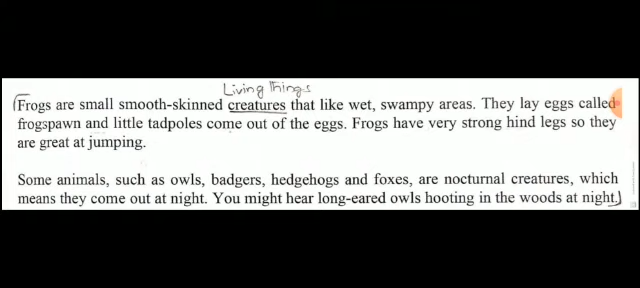 Living Things
Frogs are small smooth-skinned creatures that like wet, swampy areas. They lay eggs called
frogspawn and little tadpoles come out of the eggs. Frogs have very strong hind legs so they
are great at jumping.
Some animals, such as owls, badgers, hedgehogs and foxes, are nocturnal creatures, which
means they come out at night. You might hear long-eared owls hooting in the woods at night.